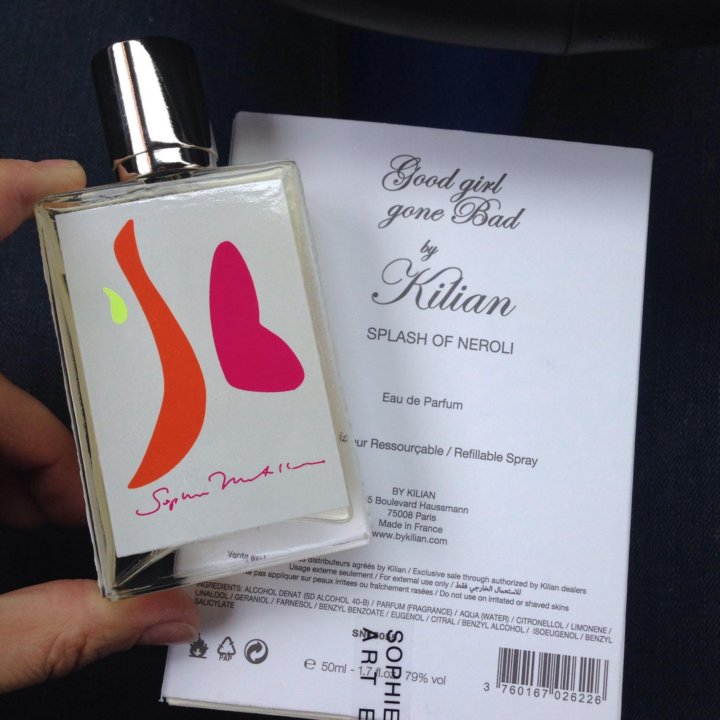 Good girl
gone Bad
by
Kilian
SPLASH OF NEROLI
Eau de Parfum
Ressourçable / Refillable Spray
BY KILIAN
Boulevard Haussmann
75008 Paris
Made in France
www.bykilian.com
Vente
distributeurs agréés by Kilian / Exclusive sale through authorized by Kilian dealers
Usage externe seulement / For external use only / للاستعمال الخارجي فقط
pas appliquer sur peaux irritees ou fraîchement rasées / Do not use on irritated or shaved skins
INGREDIENTS: ALCOHOL DENAT (SD ALCOHOL 40-B) / PARFUM (FRAGRANCE) / AQUA (WATER) / CITRONELLOL / LIMONENE /
LINALOOL / GERANIOL / FARNESOL / BENZYL BENZOATE / EUGENOL / CITRAL / BENZYL ALCOHOL / ISOEUGENOL / BENZYL
SALICYLATE
PAP
SOPHIE
ART
e 50ml - 1.7 79% vol
3 760167 026226